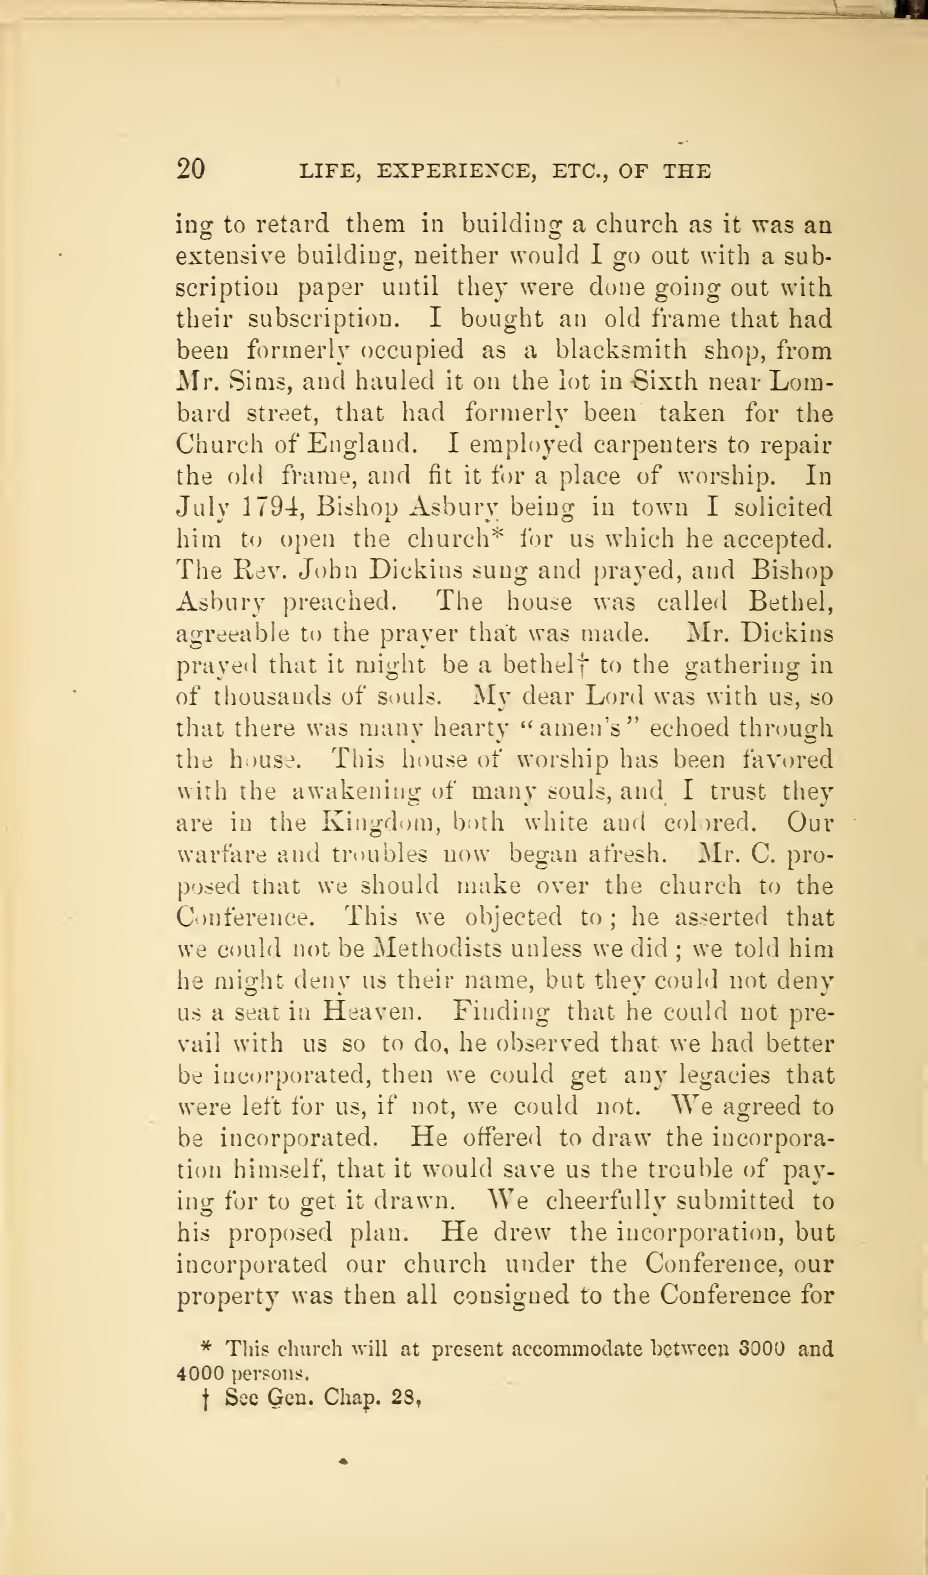 20 LIFE, EXPERIENCE, ETC., OF THE
ing to retard them in building a church as it was an
extensive building, neither would I go out with a sub-
scription paper until they were done going out with
their subscription. I bought an old frame that had
been formerly occupied as a blacksmith shop, from
Mr. Sims, and hauled it on the lot in Sixth near Lom-
bard street, that had formerly been taken for the
Church of England. I employed carpenters to repair
the old frame, and fit it for a place of worship. In
July 1794, Bishop Asbury being in town I solicited
him to open the church* for us which he accepted.
The Rev. John Dickins sung and prayed, and Bishop
Asbury preached. The house was called Bethel,
agreeable to the prayer that was made. Mr. Dickins
prayed that it might be a bethel† to the gathering in
of thousands of souls. My dear Lord was with us, so
that there was many hearty “ amen's ” echoed through
the house. This house of worship has been favored
with the awakening of many souls, and I trust they
are in the Kingdom, both white and colored. Our
warfare and troubles now began afresh. Mr. C. pro-
posed that we should make over the church to the
Conference. This we objected to ; he asserted that
we could not be Methodists unless we did ; we told him
he might deny us their name, but they could not deny
us a seat in Heaven. Finding that he could not pre-
vail with us so to do, he observed that we had better
be incorporated, then we could get any legacies that
were left for us, if not, we could not. We agreed to
be incorporated. He offered to draw the incorpora-
tion himself, that it would save us the trouble of pay-
ing for to get it drawn. We cheerfully submitted to
his proposed plan. He drew the incorporation, but
incorporated our church under the Conference, our
property was then all consigned to the Conference for
* This church will at present accommodate between 3000 and
4000 persons.
† See Gen. Chap. 28,